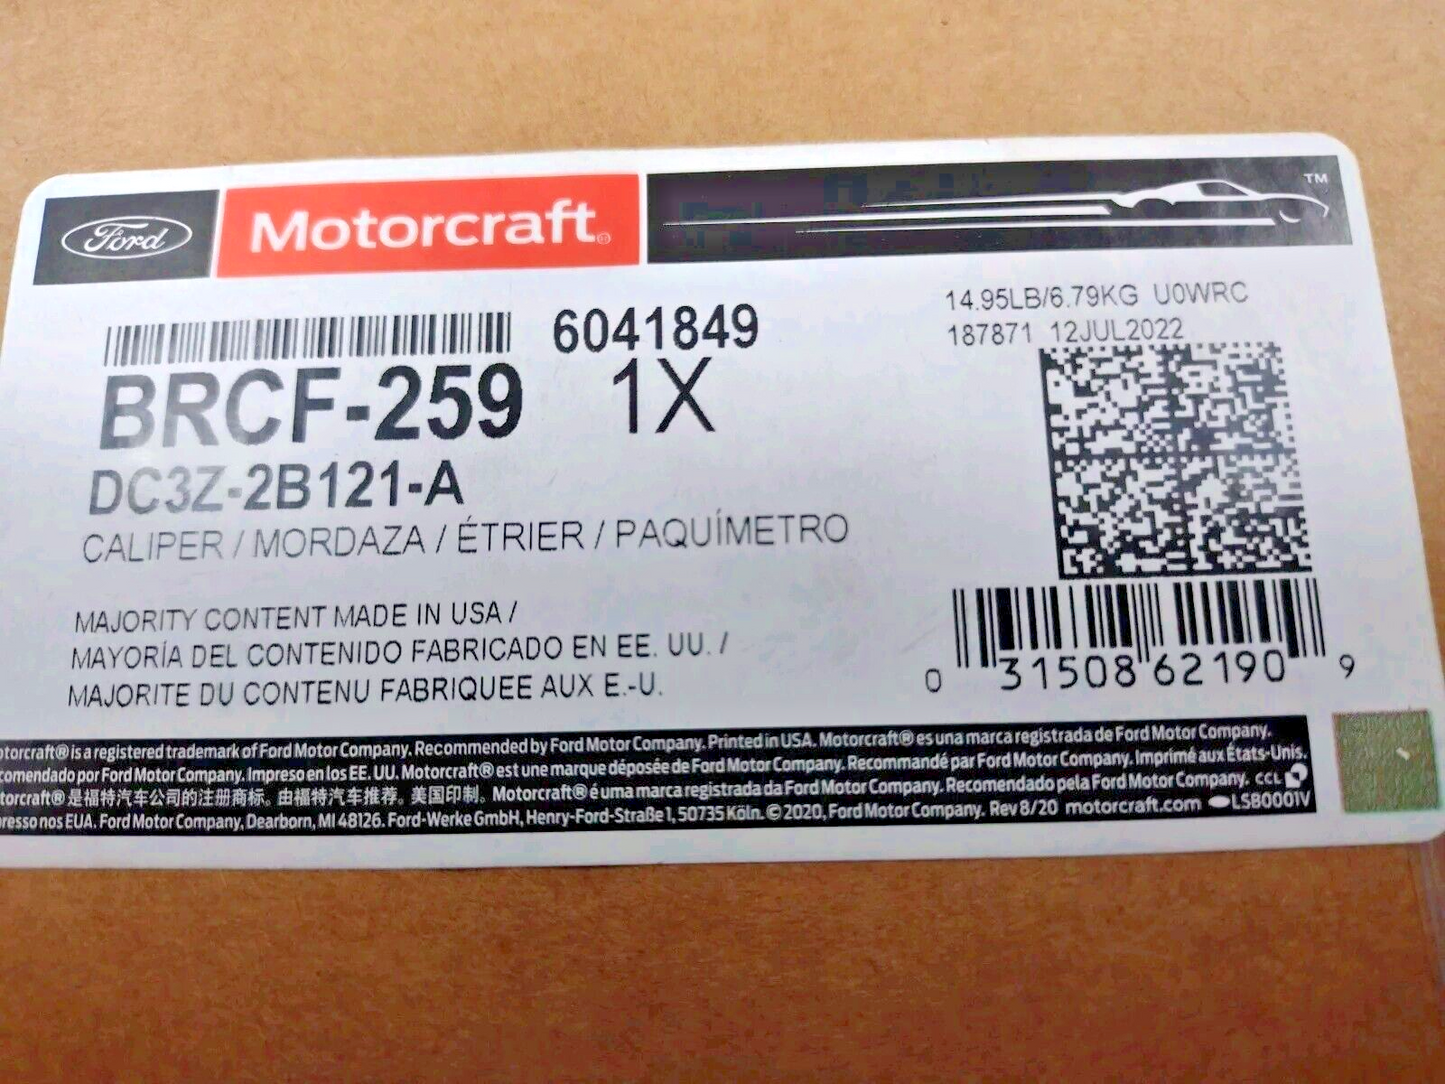 Ford
Motorcraft®
TM
14.95LB/6.79KG U0WRC
187871 12JUL2022
6041849
BRCF-259 1X
DC3Z-2B121-A
CALIPER / MORDAZA / ÉTRIER / PAQUÍMETRO
MAJORITY CONTENT MADE IN USA /
MAYORÍA DEL CONTENIDO FABRICADO EN EE. UU. /
MAJORITE DU CONTENU FABRIQUEE AUX E.-U.
0 31508 62190 9
otorcraft® is a registered trademark of Ford Motor Company. Recommended by Ford Motor Company. Printed in USA. Motorcraft® es una marca registrada de Ford Motor Company.
comendado por Ford Motor Company. Impreso en los EE. UU. Motorcraft® est une marque déposée de Ford Motor Company. Recommandé par Ford Motor Company. Imprimé aux États-Unis.
torcraft® 是福特汽车公司的注册商标。由福特汽车推荐。美国印制。Motorcraft® é uma marca registrada da Ford Motor Company. Recomendado pela Ford Motor Company. CCL
presso nos EUA. Ford Motor Company, Dearborn, MI 48126. Ford-Werke GmbH, Henry-Ford-Straße 1, 50735 Köln. © 2020, Ford Motor Company. Rev 8/20 motorcraft.com LSB0001V